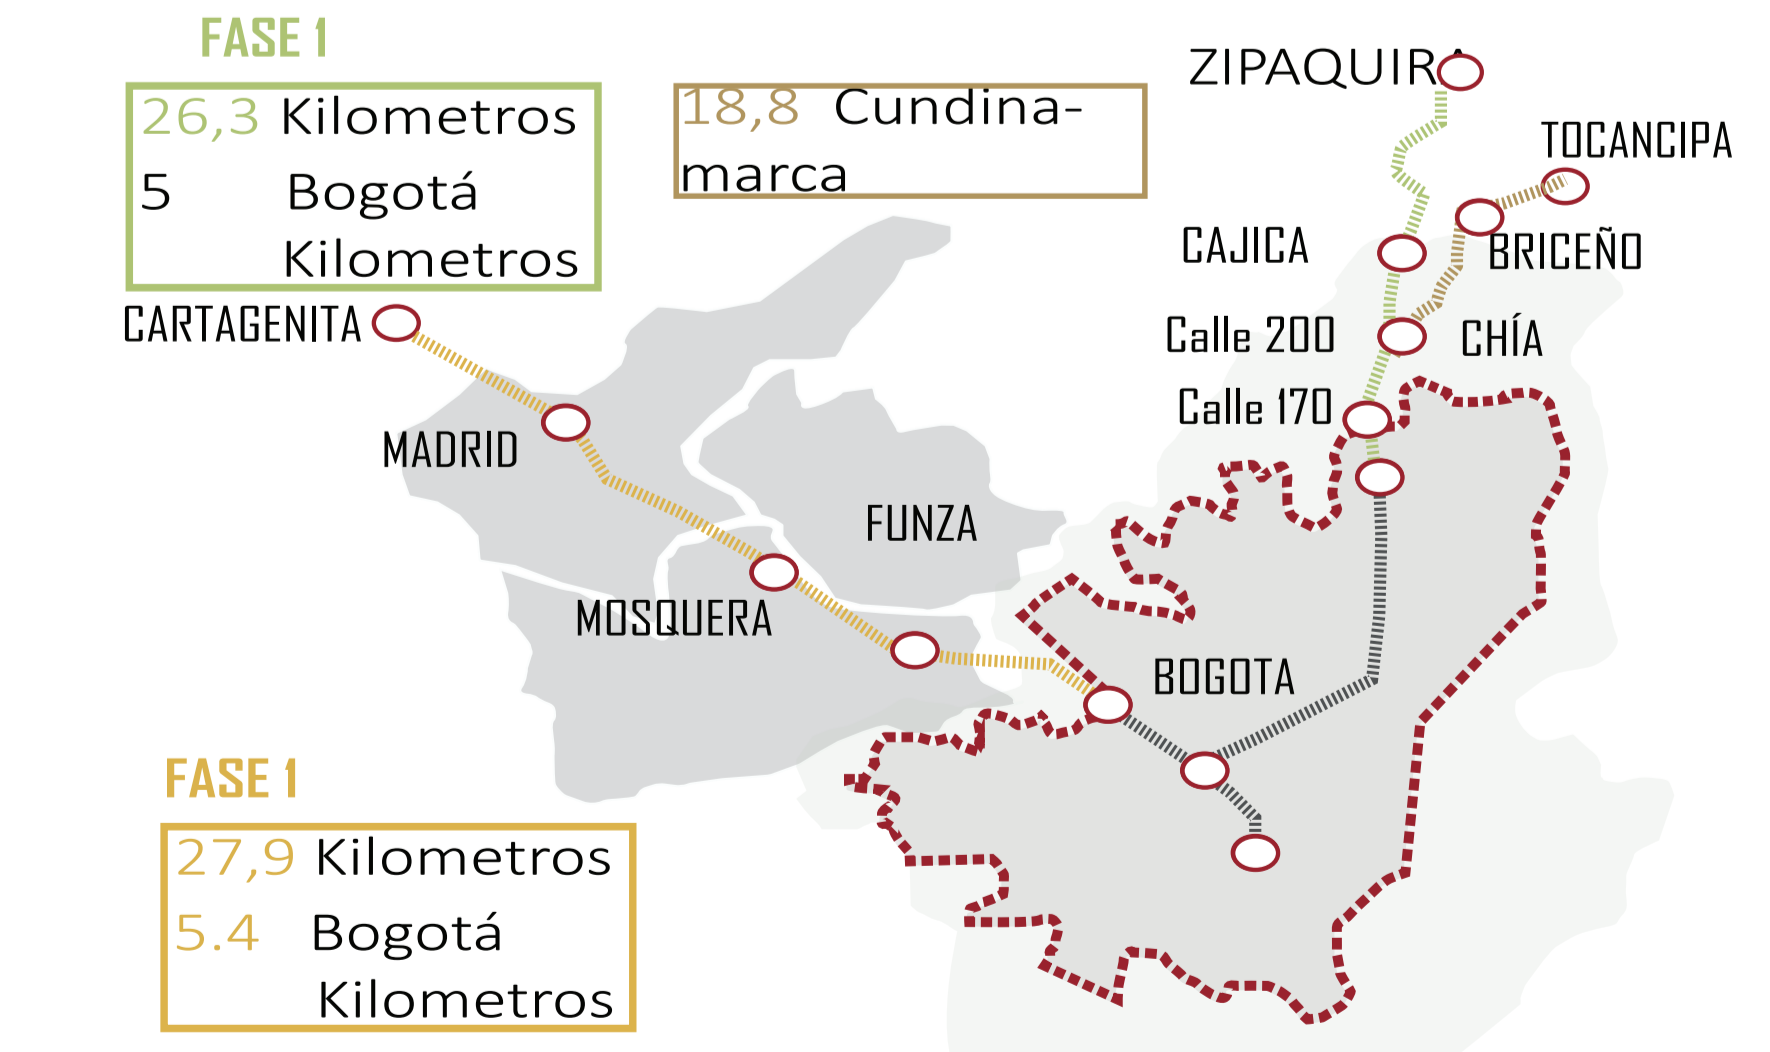 FASE 1
26,3 Kilometros
5 Bogotá
Kilometros
18,8 Cundina-
marca
ZIPAQUIRA
TOCANCIPA
CAJICA
BRICEÑO
CARTAGENITA
Calle 200
CHÍA
Calle 170
MADRID
FUNZA
MOSQUERA
BOGOTA
FASE 1
27,9 Kilometros
5.4 Bogotá
Kilometros